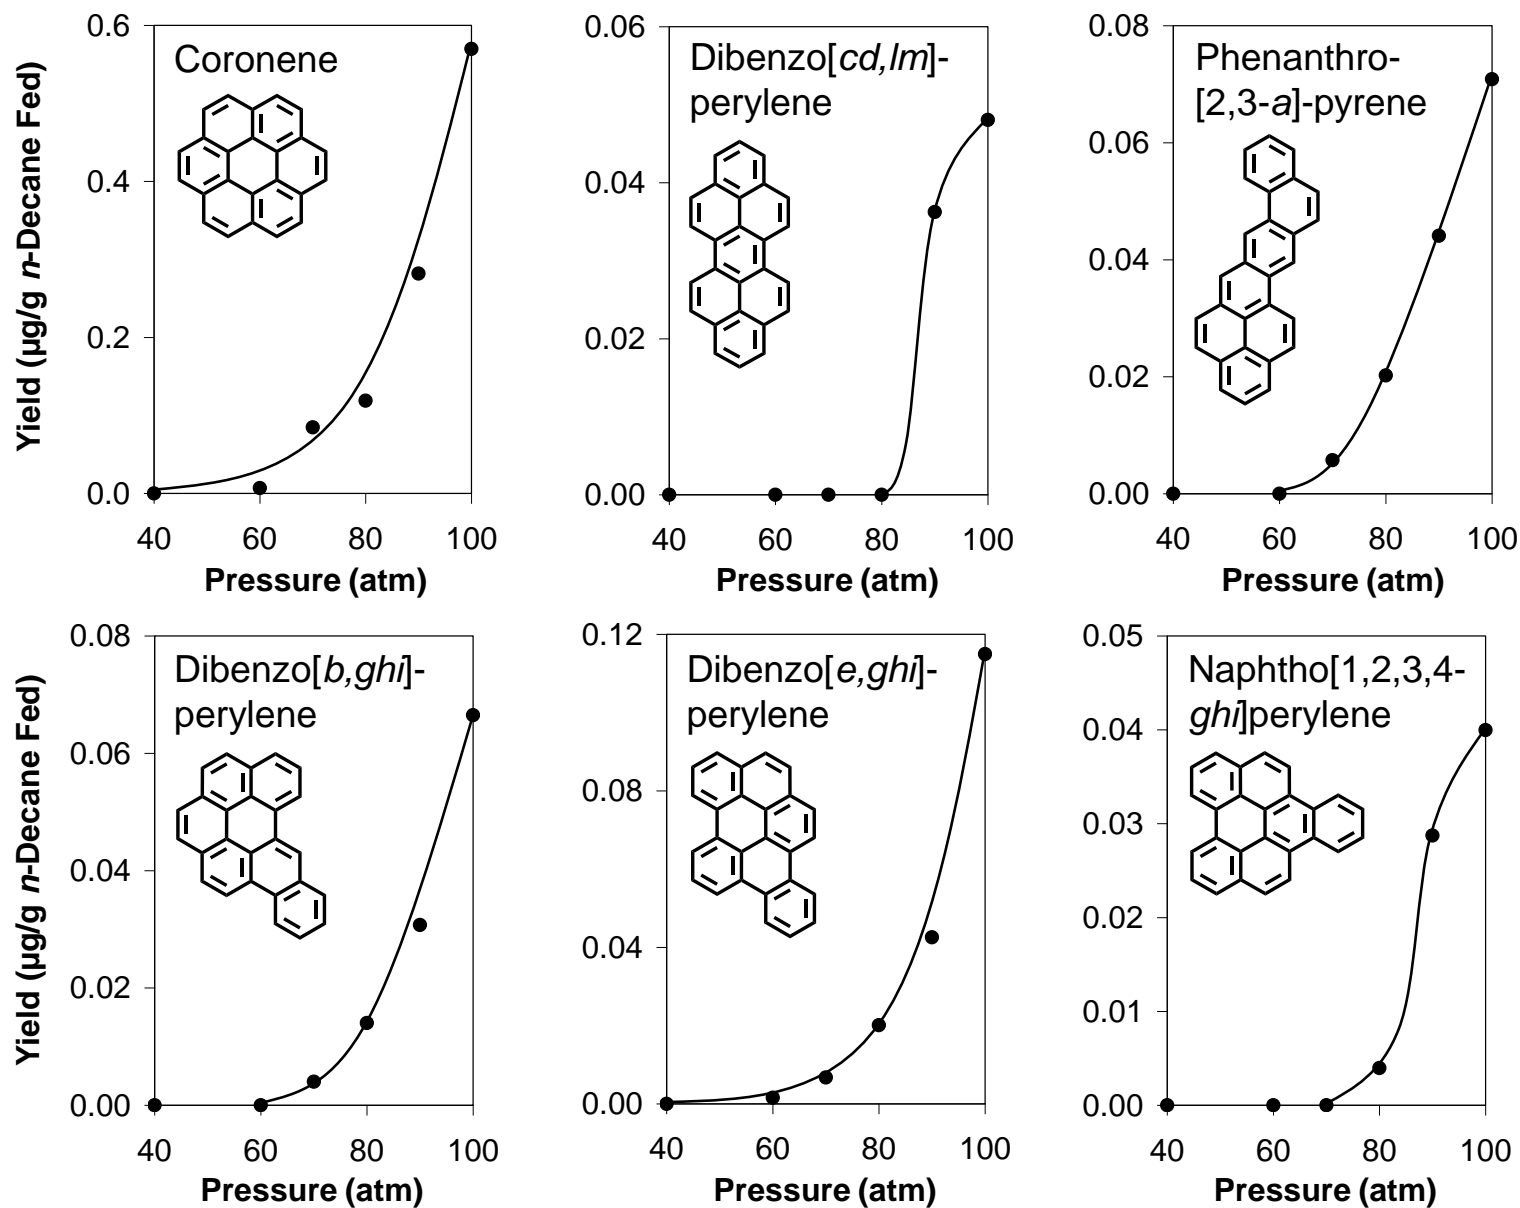 Yield (µg/g n-Decane Fed)
0.6
0.4
0.2
0.0
Coronene
40 60 80 100
Pressure (atm)
0.06
0.04
0.02
0.00
Dibenzo[cd,lm]-
perylene
40 60 80 100
Pressure (atm)
0.08
0.06
0.04
0.02
0.00
Phenanthro-
[2,3-a]-pyrene
40 60 80 100
Pressure (atm)
Yield (µg/g n-Decane Fed)
0.08
0.06
0.04
0.02
0.00
Dibenzo[b,ghi]-
perylene
40 60 80 100
Pressure (atm)
0.12
0.08
0.04
0.00
Dibenzo[e,ghi]-
perylene
40 60 80 100
Pressure (atm)
0.05
0.04
0.03
0.02
0.01
0.00
Naphtho[1,2,3,4-
ghi]perylene
40 60 80 100
Pressure (atm)